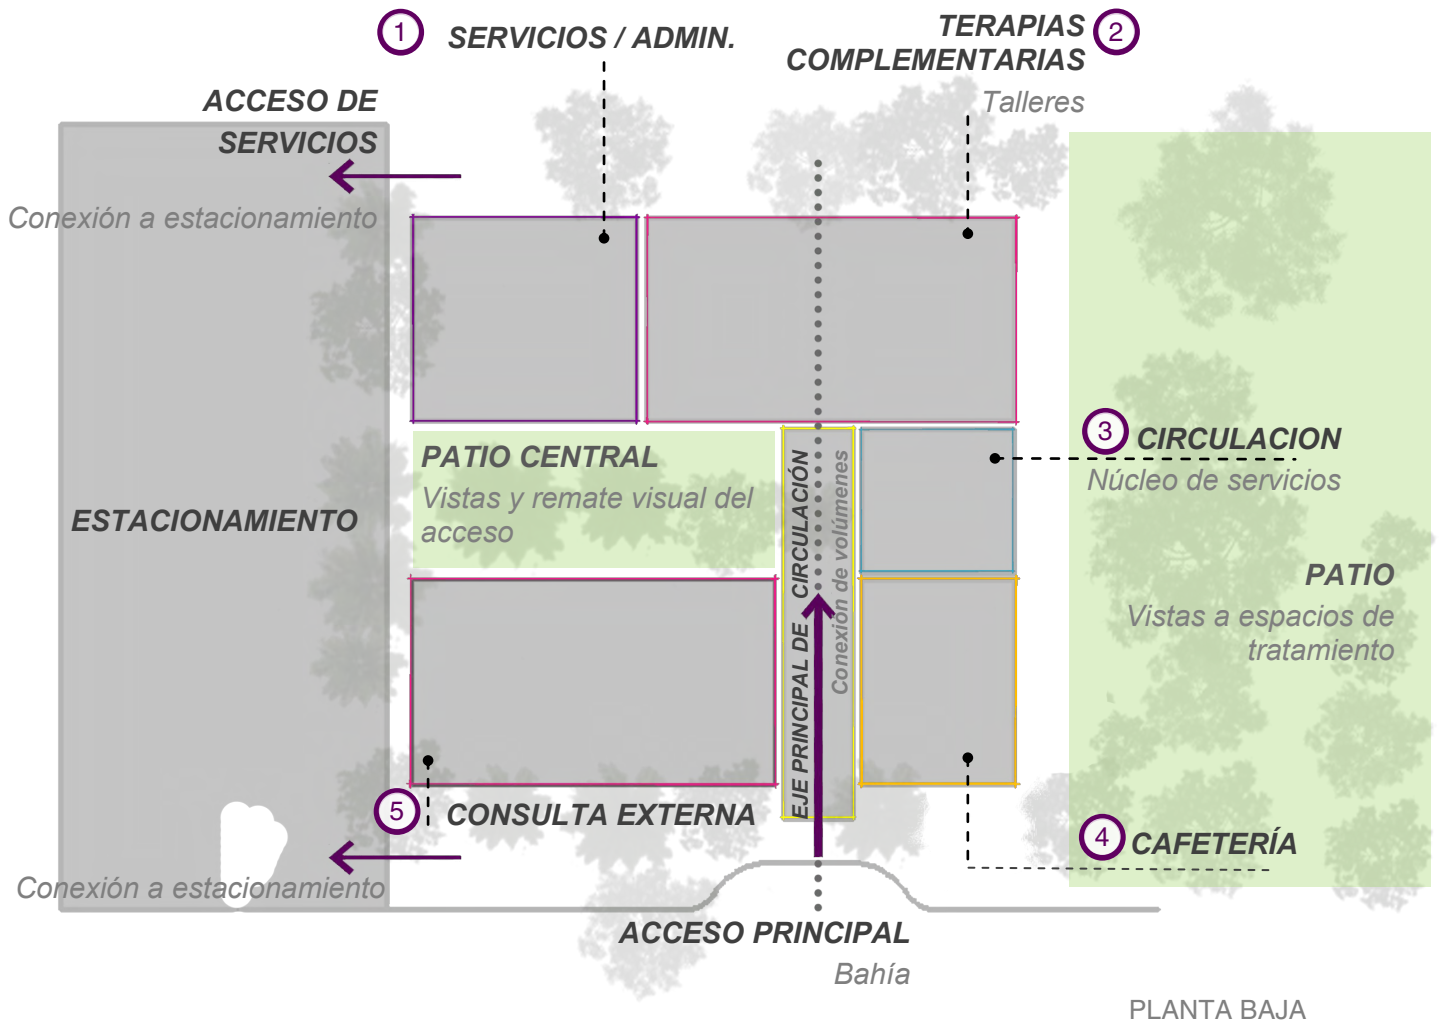 1
SERVICIOS / ADMIN.
TERAPIAS
COMPLEMENTARIAS
2
Talleres
ACCESO DE
SERVICIOS
Conexión a estacionamiento
3
CIRCULACION
Núcleo de servicios
PATIO CENTRAL
Vistas y remate visual del
acceso
ESTACIONAMIENTO
EJE PRINCIPAL DE CIRCULACIÓN
Conexión de volúmenes
PATIO
Vistas a espacios de
tratamiento
5
CONSULTA EXTERNA
4
CAFETERÍA
Conexión a estacionamiento
ACCESO PRINCIPAL
Bahía
PLANTA BAJA